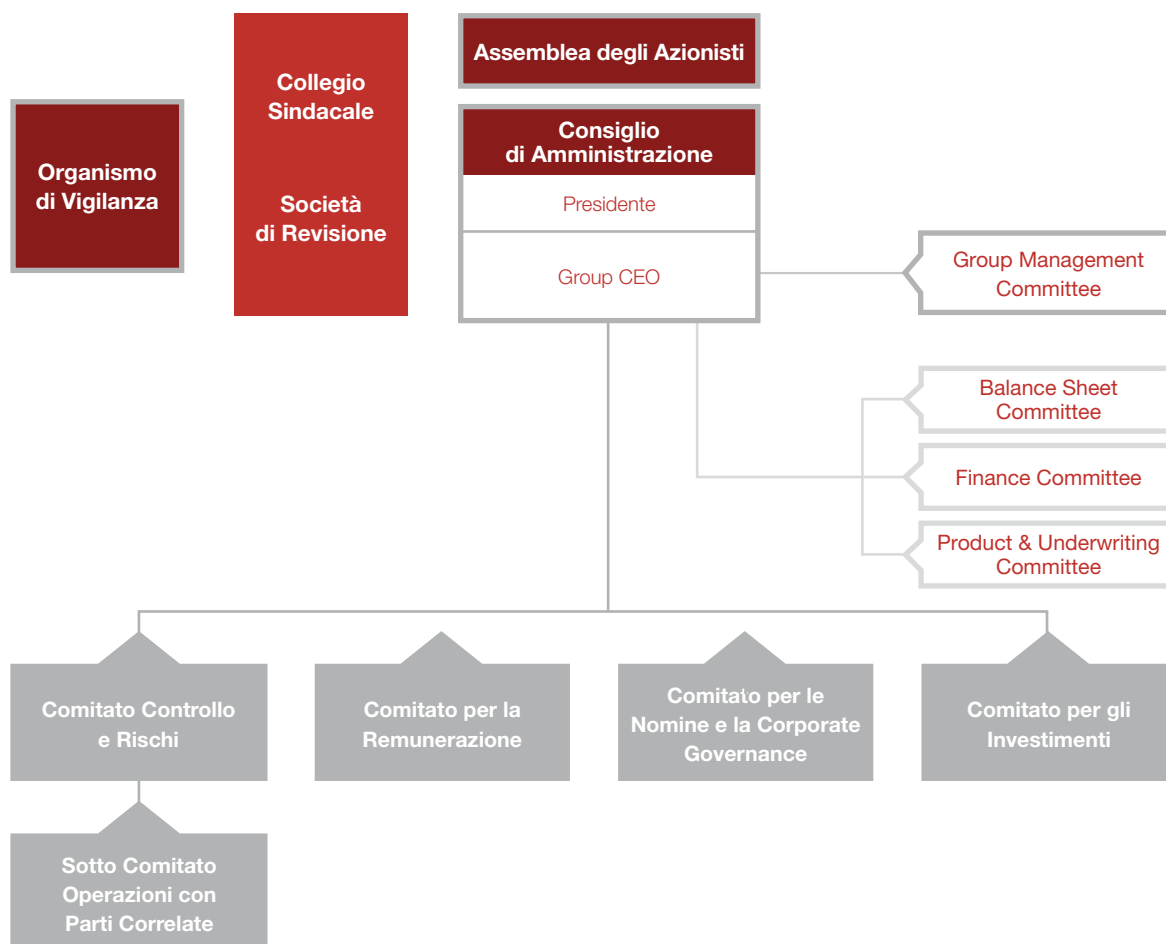 Assemblea degli Azionisti
Collegio
Sindacale
Società
di Revisione
Organismo
di Vigilanza
Consiglio
di Amministrazione
Presidente
Group CEO
Group Management
Committee
Balance Sheet
Committee
Finance Committee
Product & Underwriting
Committee
Comitato Controllo
e Rischi
Comitato per la
Remunerazione
Comitato per le
Nomine e la Corporate
Governance
Comitato per gli
Investimenti
Sotto Comitato
Operazioni con
Parti Correlate